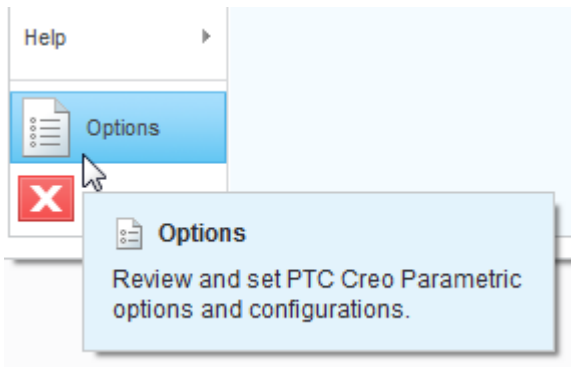 Help
Options
Options
Review and set PTC Creo Parametric
options and configurations.